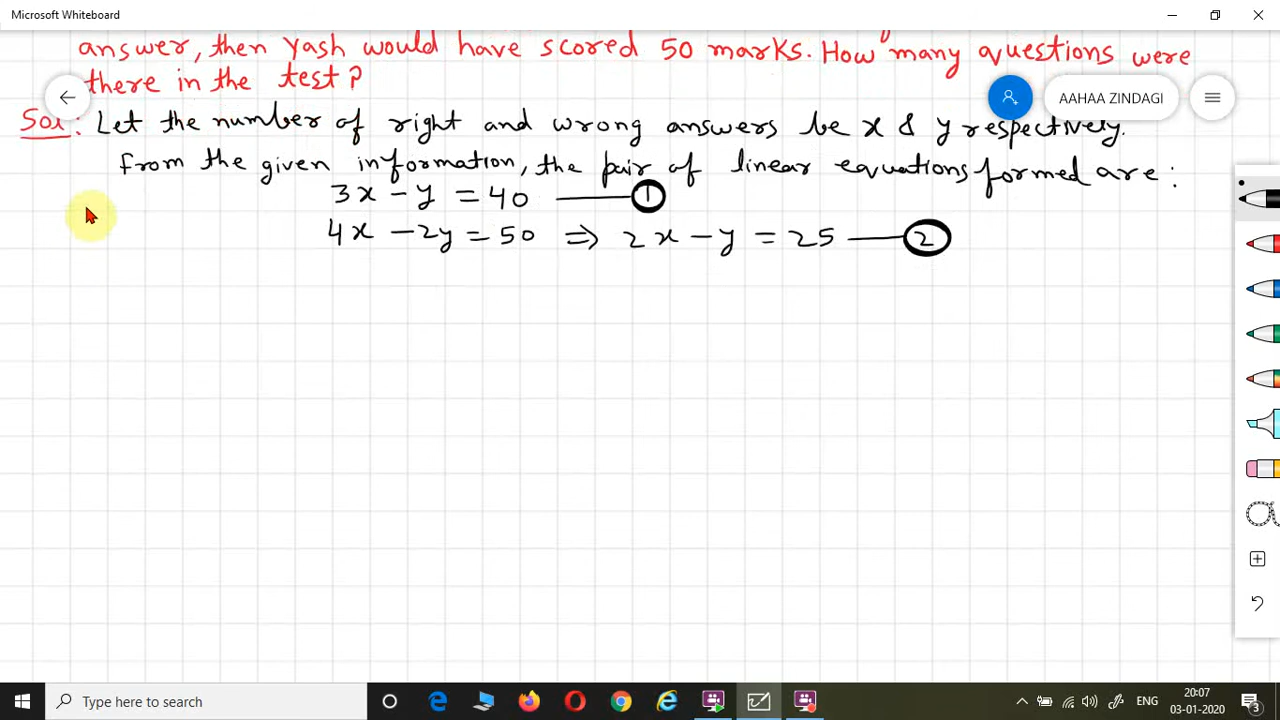 Microsoft Whiteboard
answer, then Yash would have scored 50 marks. How many questions were
there in the test?
AAHAA ZINDAGI
Sol: Let the number of right and wrong answers be x & y respectively.
from the given information, the pair of linear equations formed are:
3x - y = 40 —— ①
4x - 2y = 50 ⇒ 2x - y = 25 —— ②
Type here to search
ENG
20:07
03-01-2020
3